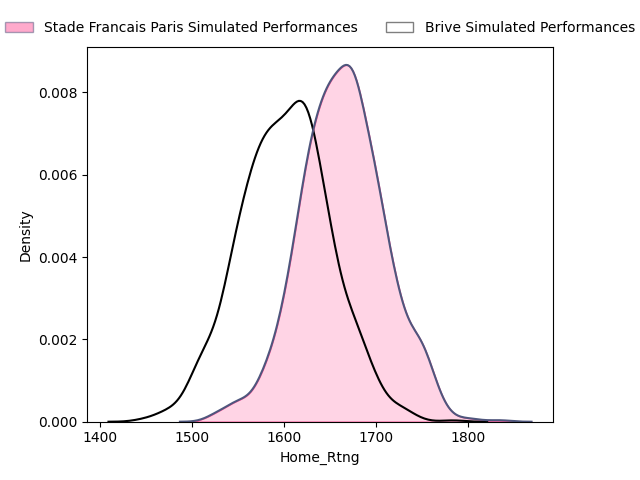 Stade Francais Paris Simulated Performances
Brive Simulated Performances
0.008
0.006
0.004
0.002
0.000
Density
1400 1500 1600 1700 1800
Home_Rtng